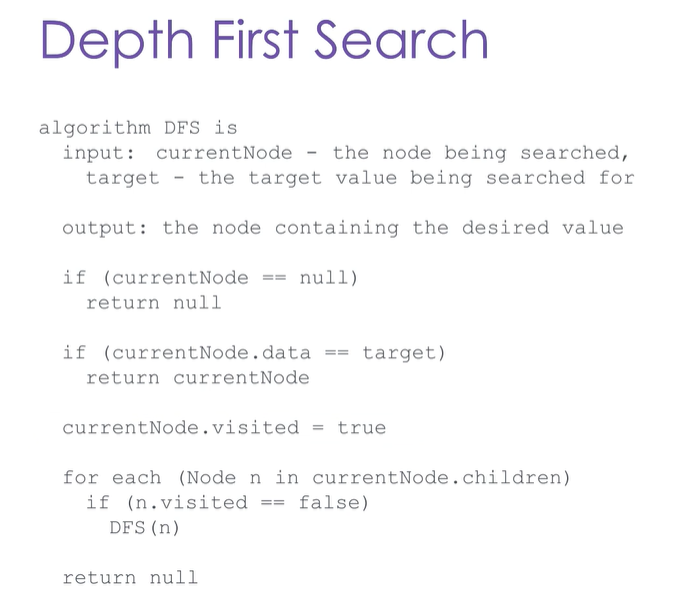 Depth First Search
algorithm DFS is
input: currentNode - the node being searched,
target - the target value being searched for
output: the node containing the desired value
if (currentNode == null)
return null
if (currentNode.data == target)
return currentNode
currentNode.visited = true
for each (Node n in currentNode.children)
if (n.visited == false)
DFS(n)
return null